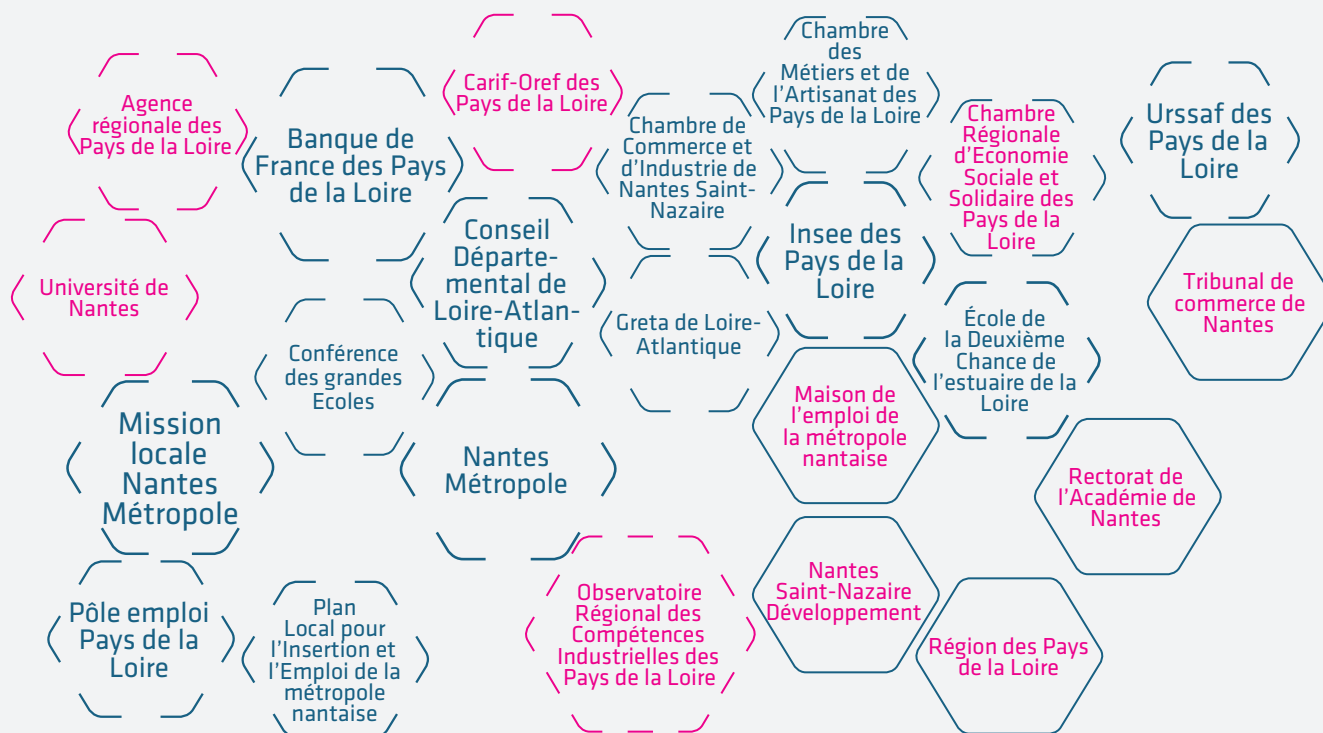 Agence
régionale des
Pays de la Loire
Banque de
France des Pays
de la Loire
Carif-Oref des
Pays de la Loire
Chambre de
Commerce et
d'Industrie de
Nantes Saint-
Nazaire
Chambre
des
Métiers et de
l'Artisanat des
Pays de la Loire
Chambre
Régionale
d'Economie
Sociale et
Solidaire des
Pays de la
Loire
Urssaf des
Pays de la
Loire
Université de
Nantes
Conférence
des grandes
Ecoles
Conseil
Départe-
mental de
Loire-Atlan-
tique
Greta de Loire-
Atlantique
Insee des
Pays de la
Loire
École de
la Deuxième
Chance de
l'estuaire de la
Loire
Tribunal de
commerce de
Nantes
Mission
locale
Nantes
Métropole
Nantes
Métropole
Maison de
l'emploi de
la métropole
nantaise
Rectorat de
l'Académie de
Nantes
Pôle emploi
Pays de la
Loire
Plan
Local pour
l'Insertion et
l'Emploi de la
métropole
nantaise
Observatoire
Régional des
Compétences
Industrielles des
Pays de la Loire
Nantes
Saint-Nazaire
Développement
Région des Pays
de la Loire